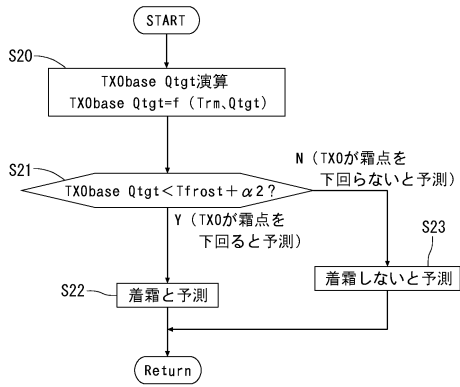 START
S20
TXObase Qtgt演算
TXObase Qtgt=f (Trm、Qtgt)
S21
TXObase Qtgt<Tfrost+α2?
N (TXOが霜点を
下回らないと予測)
Y (TXOが霜点を
下回ると予測)
S23
着霜しないと予測
S22
着霜と予測
Return